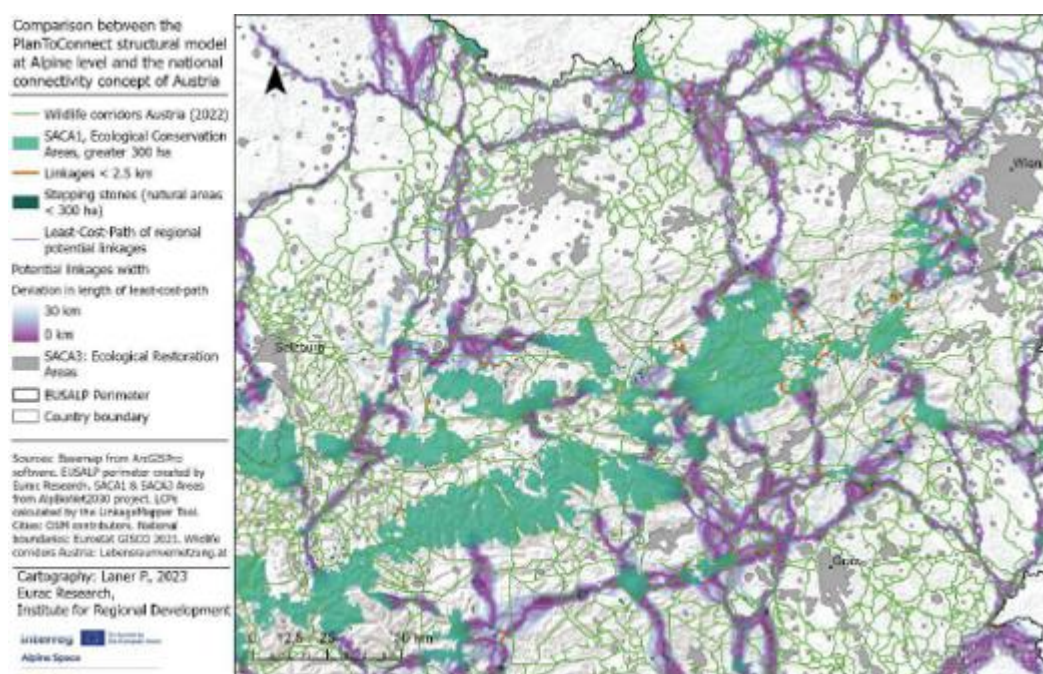 Comparison between the
PlanToConnect structural model
at Alpine level and the national
connectivity concept of Austria
Wildlife corridors Austria (2022)
SACA1, Ecological Conservation
Areas, greater 300 ha
Linkages < 2.5 km
Stepping stones (natural areas
< 300 ha)
Least-Cost-Path of regional
potential linkages
Potential linkages width
Deviation in length of least-cost-path
30 km
0 km
SACA3: Ecological Restoration
Areas
EUSALP Perimeter
Country boundary
Sources: Basemap from ArcGISPro
software. EUSALP perimeter created by
Eurac Research. SACA1 & SACA3 Areas
from AlpBioNet2030 project. LCPs
calculated by the LinkageMapper Tool.
Cities: OSM contributors. National
boundaries: Eurostat GISCO 2021. Wildlife
corridors Austria: Lebensraumvernetzung.at
Cartography: Laner P., 2023
Eurac Research,
Institute for Regional Development
Interreg
Alpine Space
Wien
Salzburg
Graz
0 12.5 25 50 km